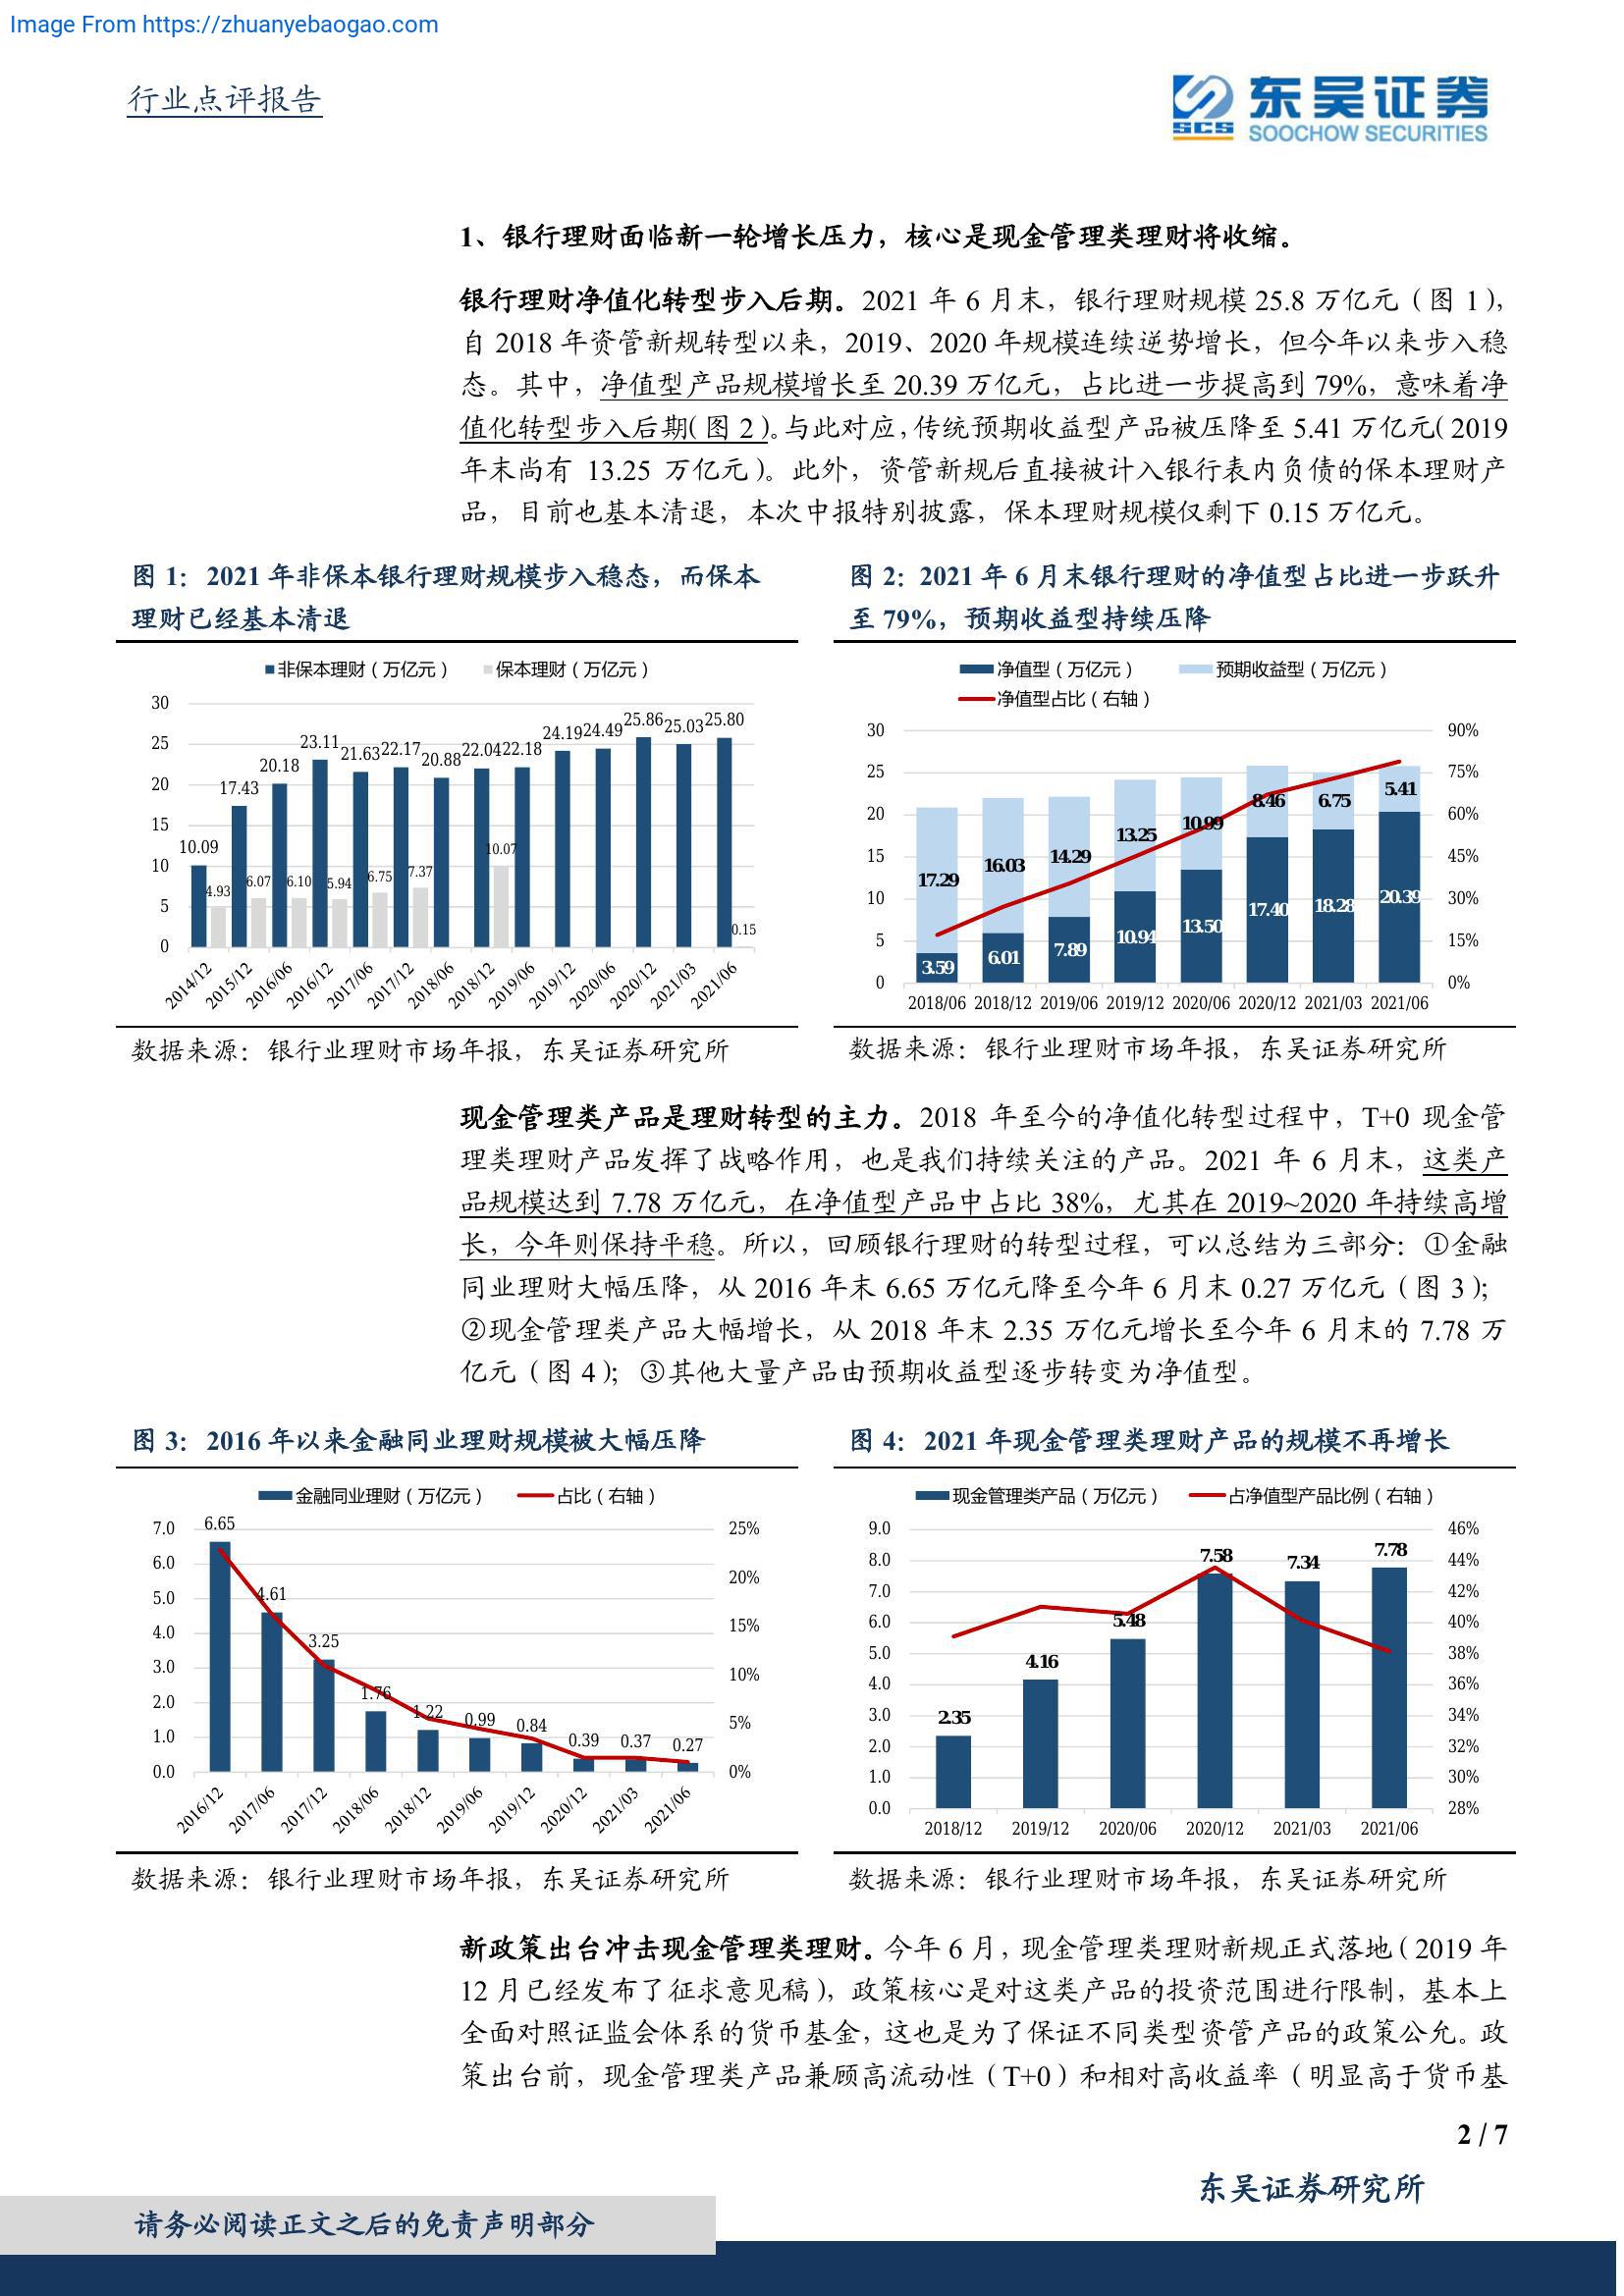 Image From https://zhuanyebaogao.com
行业点评报告
SCS
东吴证券
SOOCHOW SECURITIES
1、银行理财面临新一轮增长压力，核心是现金管理类理财将收缩。
银行理财净值化转型步入后期。2021 年 6 月末，银行理财规模 25.8 万亿元（图 1），
自 2018 年资管新规转型以来，2019、2020 年规模连续逆势增长，但今年以来步入稳
态。其中，净值型产品规模增长至 20.39 万亿元，占比进一步提高到 79%，意味着净
值化转型步入后期（图 2）。与此对应，传统预期收益型产品被压降至 5.41 万亿元（2019
年末尚有 13.25 万亿元）。此外，资管新规后直接被计入银行表内负债的保本理财产
品，目前也基本清退，本次中报特别披露，保本理财规模仅剩下 0.15 万亿元。
图 1：2021 年非保本银行理财规模步入稳态，而保本
理财已经基本清退
非保本理财（万亿元） 保本理财（万亿元）
30
25
20
15
10
5
0
10.09 17.43 20.18 23.11 21.63 22.17 20.88 22.04 22.18 24.19 24.49 25.86 25.03 25.80
4.93 6.07 6.10 5.94 6.75 7.37 10.07 0.15
2014/12 2015/12 2016/06 2016/12 2017/06 2017/12 2018/06 2018/12 2019/06 2019/12 2020/06 2020/12 2021/03 2021/06
数据来源：银行业理财市场年报，东吴证券研究所
图 2：2021 年 6 月末银行理财的净值型占比进一步跃升
至 79%，预期收益型持续压降
净值型（万亿元） 预期收益型（万亿元）
净值型占比（右轴）
30
25
20
15
10
5
0
17.29 16.03 14.29 13.25 10.99 8.46 6.75 5.41
3.59 6.01 7.89 10.94 13.50 17.40 18.28 20.39
90%
75%
60%
45%
30%
15%
0%
2018/06 2018/12 2019/06 2019/12 2020/06 2020/12 2021/03 2021/06
数据来源：银行业理财市场年报，东吴证券研究所
现金管理类产品是理财转型的主力。2018 年至今的净值化转型过程中，T+0 现金管
理类理财产品发挥了战略作用，也是我们持续关注的产品。2021 年 6 月末，这类产
品规模达到 7.78 万亿元，在净值型产品中占比 38%，尤其在 2019~2020 年持续高增
长，今年则保持平稳。所以，回顾银行理财的转型过程，可以总结为三部分：①金融
同业理财大幅压降，从 2016 年末 6.65 万亿元降至今年 6 月末 0.27 万亿元（图 3）；
②现金管理类产品大幅增长，从 2018 年末 2.35 万亿元增长至今年 6 月末的 7.78 万
亿元（图 4）；③其他大量产品由预期收益型逐步转变为净值型。
图 3：2016 年以来金融同业理财规模被大幅压降
金融同业理财（万亿元） 占比（右轴）
7.0
6.0
5.0
4.0
3.0
2.0
1.0
0.0
6.65 4.61 3.25 1.76 1.22 0.99 0.84 0.39 0.37 0.27
25%
20%
15%
10%
5%
0%
2016/12 2017/06 2017/12 2018/06 2018/12 2019/06 2019/12 2020/12 2021/03 2021/06
数据来源：银行业理财市场年报，东吴证券研究所
图 4：2021 年现金管理类理财产品的规模不再增长
现金管理类产品（万亿元） 占净值型产品比例（右轴）
9.0
8.0
7.0
6.0
5.0
4.0
3.0
2.0
1.0
0.0
2.35 4.16 5.48 7.58 7.34 7.78
46%
44%
42%
40%
38%
36%
34%
32%
30%
28%
2018/12 2019/12 2020/06 2020/12 2021/03 2021/06
数据来源：银行业理财市场年报，东吴证券研究所
新政策出台冲击现金管理类理财。今年 6 月，现金管理类理财新规正式落地（2019 年
12 月已经发布了征求意见稿），政策核心是对这类产品的投资范围进行限制，基本上
全面对照证监会体系的货币基金，这也是为了保证不同类型资管产品的政策公允。政
策出台前，现金管理类产品兼顾高流动性（T+0）和相对高收益率（明显高于货币基
2 / 7
东吴证券研究所
请务必阅读正文之后的免责声明部分